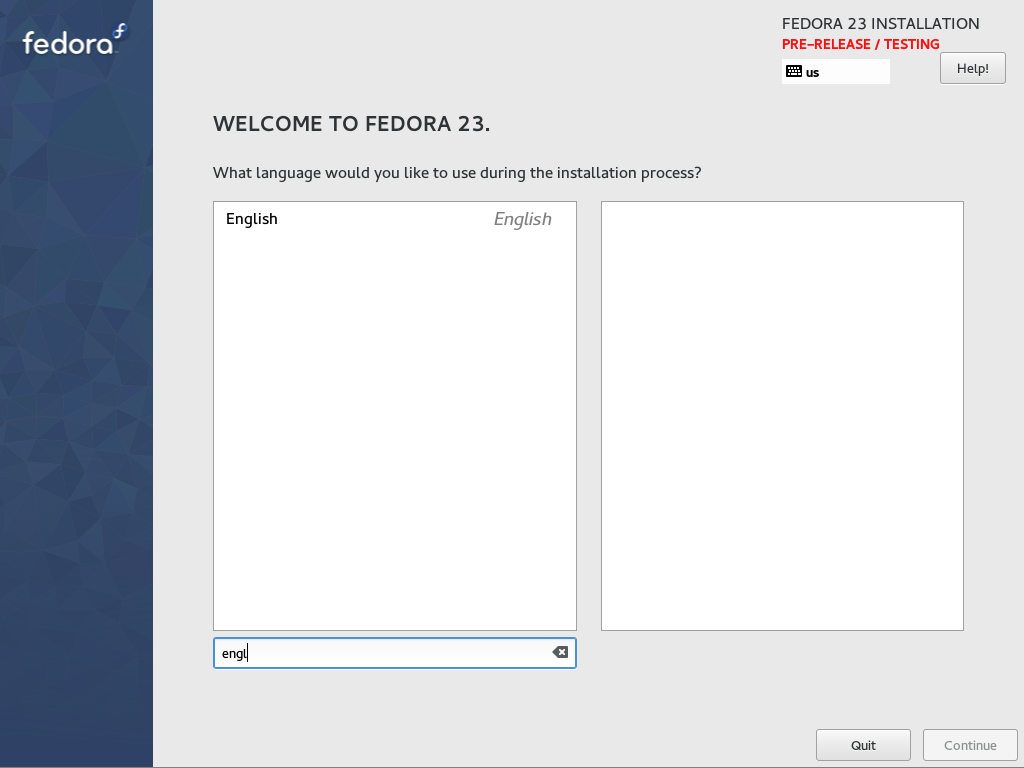 fedora
FEDORA 23 INSTALLATION
PRE-RELEASE / TESTING
us
Help!
WELCOME TO FEDORA 23.
What language would you like to use during the installation process?
English English
engl
Quit Continue